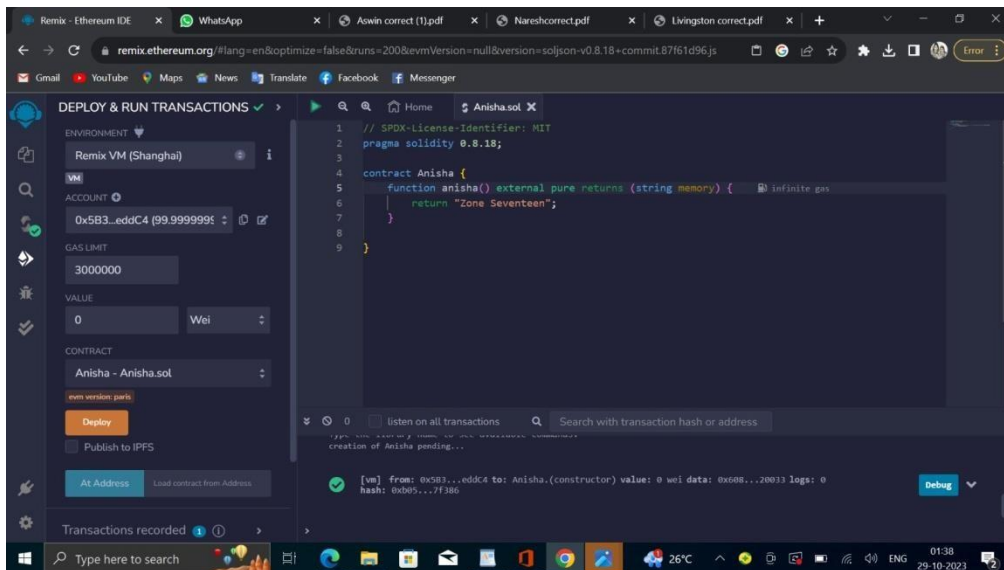 Remix - Ethereum IDE
WhatsApp
Aswin correct (1).pdf
Nareshcorrect.pdf
Livingston correct.pdf
remix.ethereum.org/#lang=en&optimize=false&runs=200&evmVersion=null&version=soljson-v0.8.18+commit.87f61d96.js
Error
Gmail YouTube Maps News Translate Facebook Messenger
DEPLOY & RUN TRANSACTIONS
Home
Anisha.sol
ENVIRONMENT
Remix VM (Shanghai)
VM
ACCOUNT
0x5B3...eddC4 (99.9999999
GAS LIMIT
3000000
VALUE
0 Wei
CONTRACT
Anisha - Anisha.sol
evm version: paris
Deploy
Publish to IPFS
At Address Load contract from Address
Transactions recorded 1
1 // SPDX-License-Identifier: MIT
2 pragma solidity 0.8.18;
3
4 contract Anisha {
5 function anisha() external pure returns (string memory) { infinite gas
6 return "Zone Seventeen";
7 }
8
9 }
0 listen on all transactions Search with transaction hash or address
creation of Anisha pending...
[vm] from: 0x5B3...eddC4 to: Anisha.(constructor) value: 0 wei data: 0x608...20033 logs: 0
hash: 0xb05...7f386
Debug
>
Type here to search
26°C
ENG
01:38
29-10-2023
2